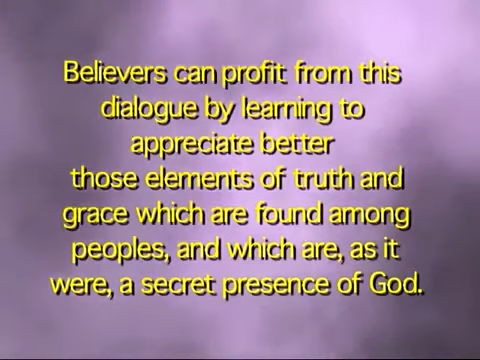 Believers can profit from this
dialogue by learning to
appreciate better
those elements of truth and
grace which are found among
peoples, and which are, as it
were, a secret presence of God.